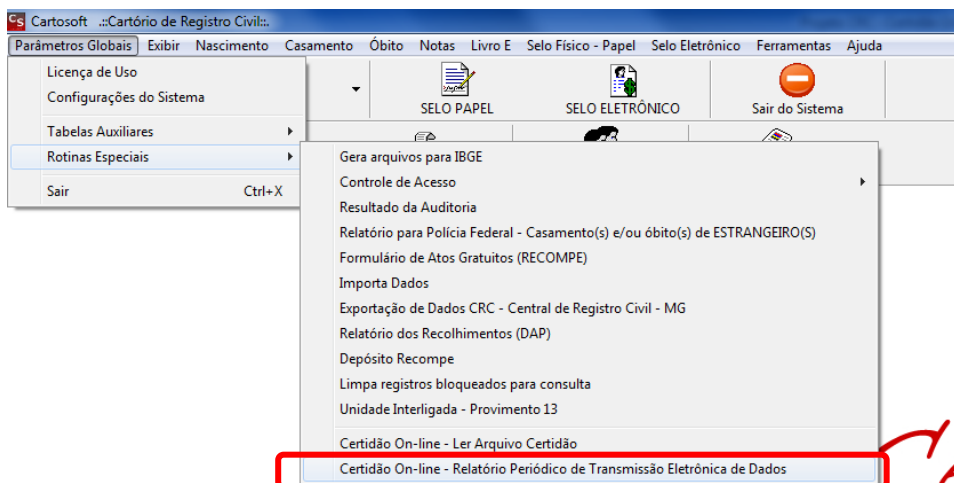 Cs Cartosoft .::Cartório de Registro Civil::.
Parâmetros Globais Exibir Nascimento Casamento Óbito Notas Livro E Selo Físico - Papel Selo Eletrônico Ferramentas Ajuda
Licença de Uso
Configurações do Sistema
Tabelas Auxiliares
Rotinas Especiais
Sair Ctrl+X
SELO PAPEL SELO ELETRÔNICO Sair do Sistema
Gera arquivos para IBGE
Controle de Acesso
Resultado da Auditoria
Relatório para Polícia Federal - Casamento(s) e/ou óbito(s) de ESTRANGEIRO(S)
Formulário de Atos Gratuitos (RECOMPE)
Importa Dados
Exportação de Dados CRC - Central de Registro Civil - MG
Relatório dos Recolhimentos (DAP)
Depósito Recompe
Limpa registros bloqueados para consulta
Unidade Interligada - Provimento 13
Certidão On-line - Ler Arquivo Certidão
Certidão On-line - Relatório Periódico de Transmissão Eletrônica de Dados